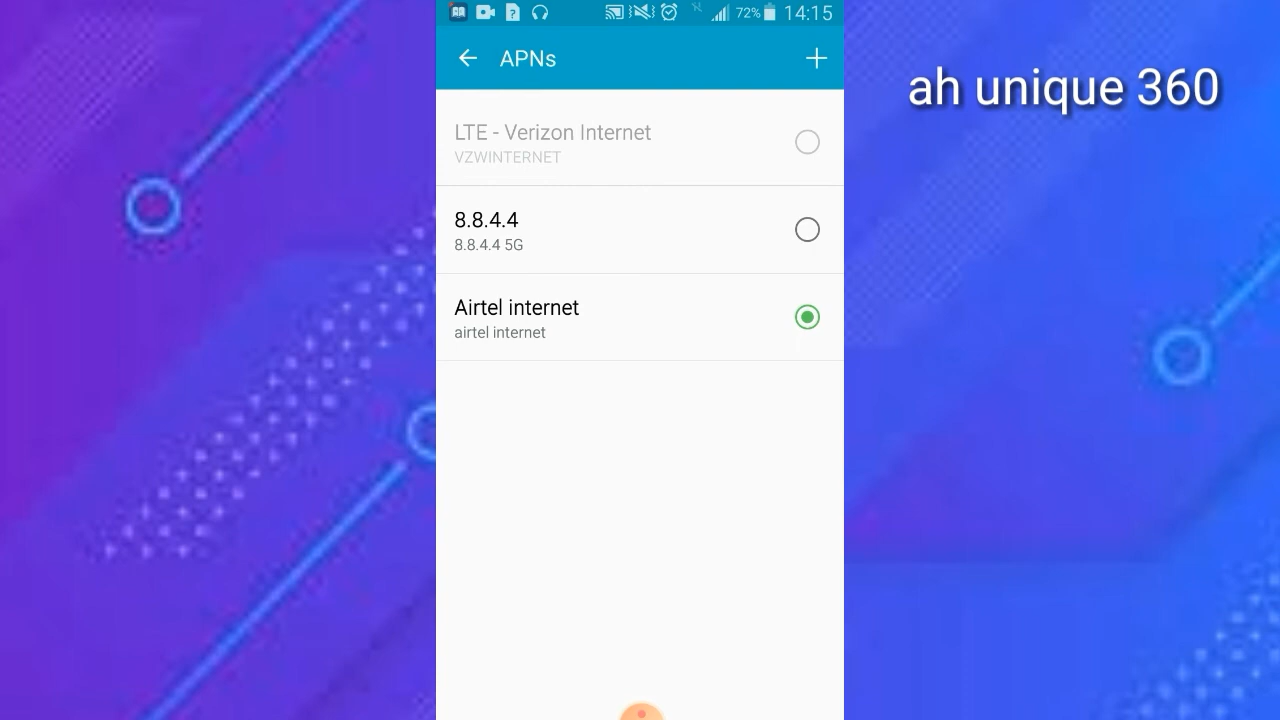 72% 14:15
APNs
ah unique 360
LTE - Verizon Internet
VZWINTERNET
8.8.4.4
8.8.4.4 5G
Airtel internet
airtel internet